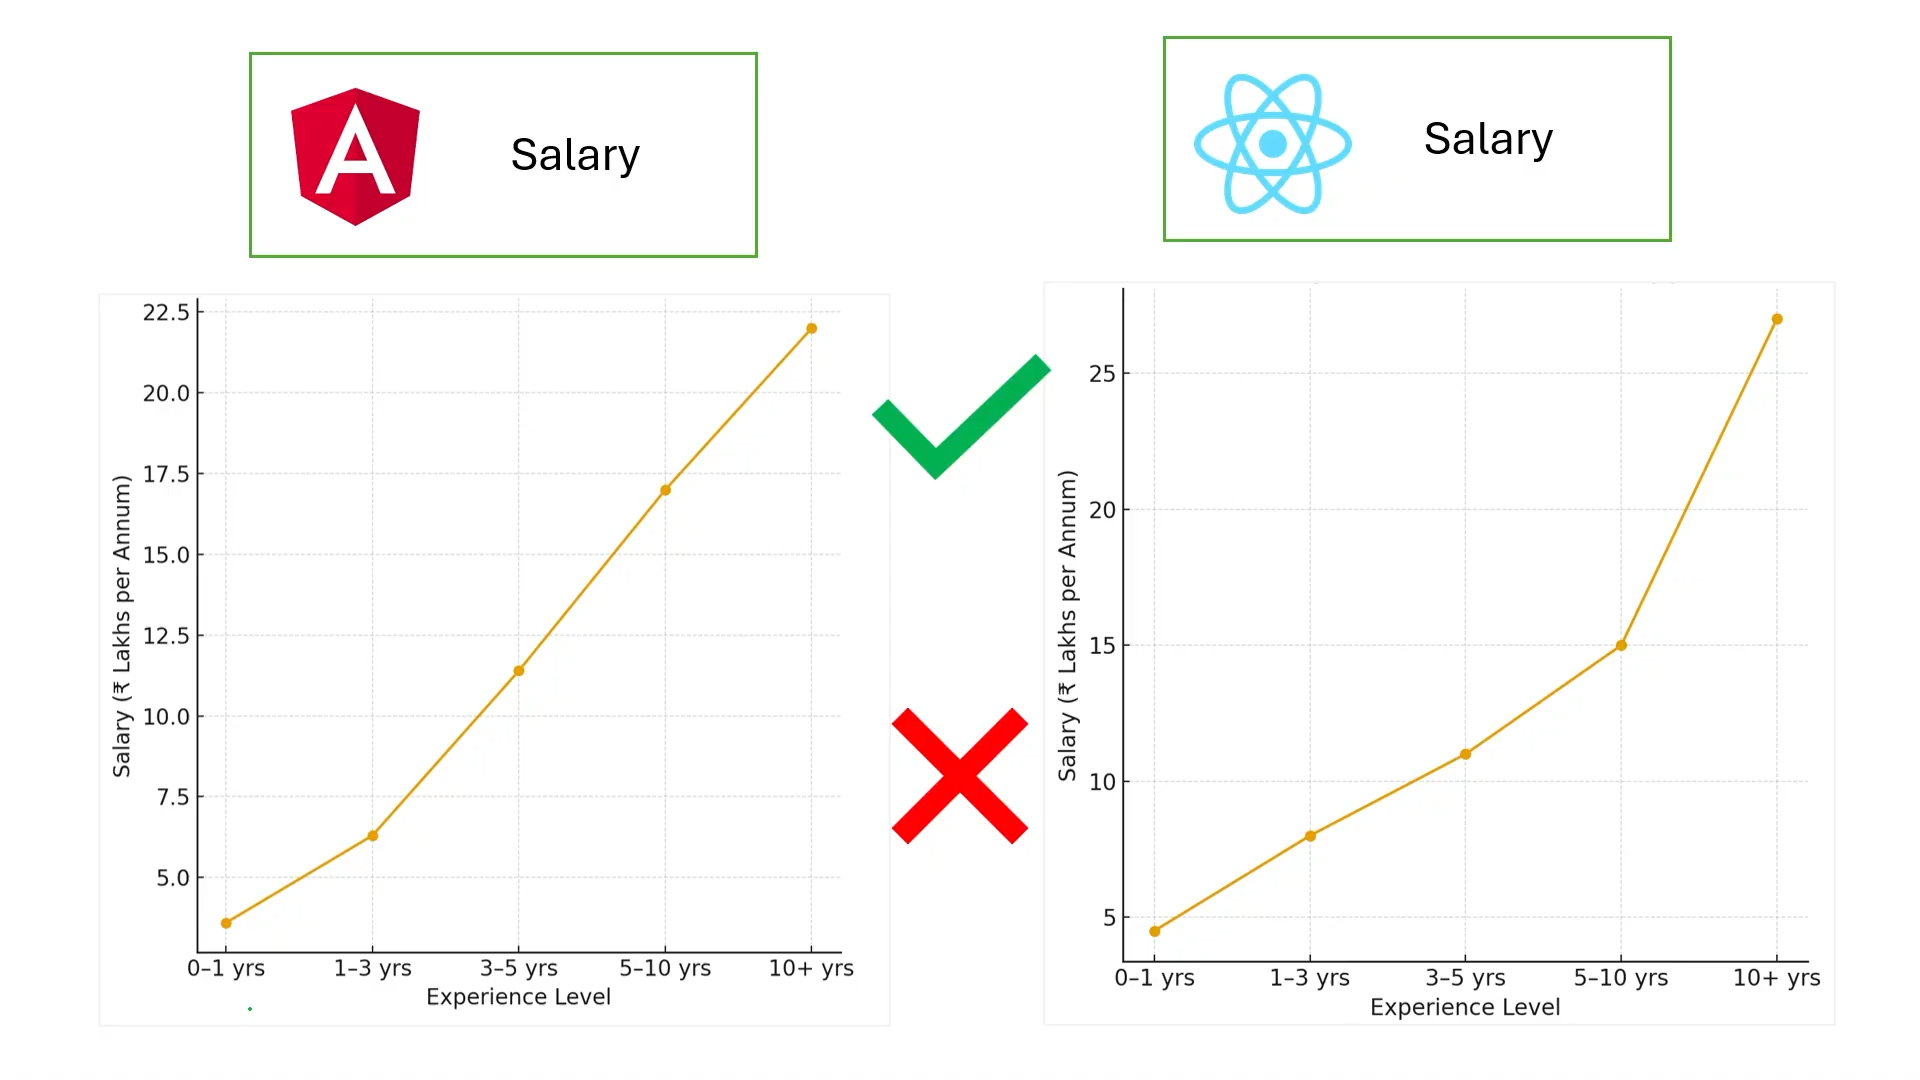 Salary
Salary
22.5
20.0
17.5
15.0
12.5
10.0
7.5
5.0
Salary (₹ Lakhs per Annum)
0–1 yrs 1–3 yrs 3–5 yrs 5–10 yrs 10+ yrs
Experience Level
25
20
15
10
5
Salary (₹ Lakhs per Annum)
0–1 yrs 1–3 yrs 3–5 yrs 5–10 yrs 10+ yrs
Experience Level